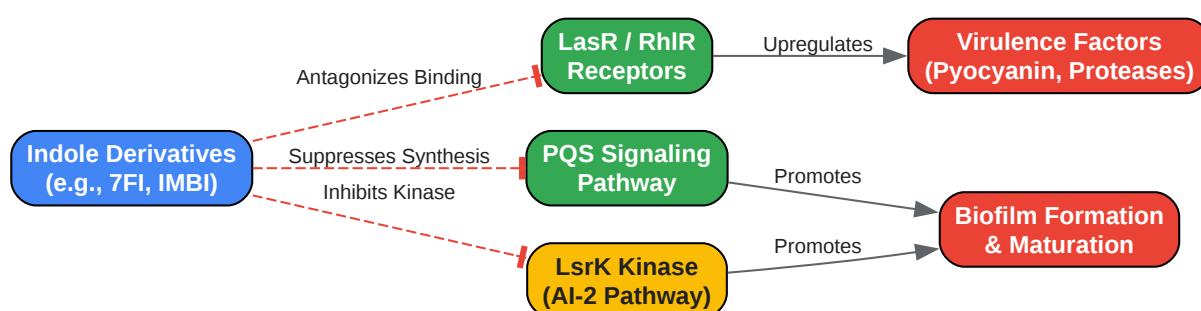 LasR / RhlR
Receptors
Upregulates
Virulence Factors
(Pyocyanin, Proteases)
Antagonizes Binding
Indole Derivatives
(e.g., 7FI, IMBI)
Suppresses Synthesis
PQS Signaling
Pathway
Promotes
Inhibits Kinase
Biofilm Formation
& Maturation
Promotes
LsrK Kinase
(AI-2 Pathway)